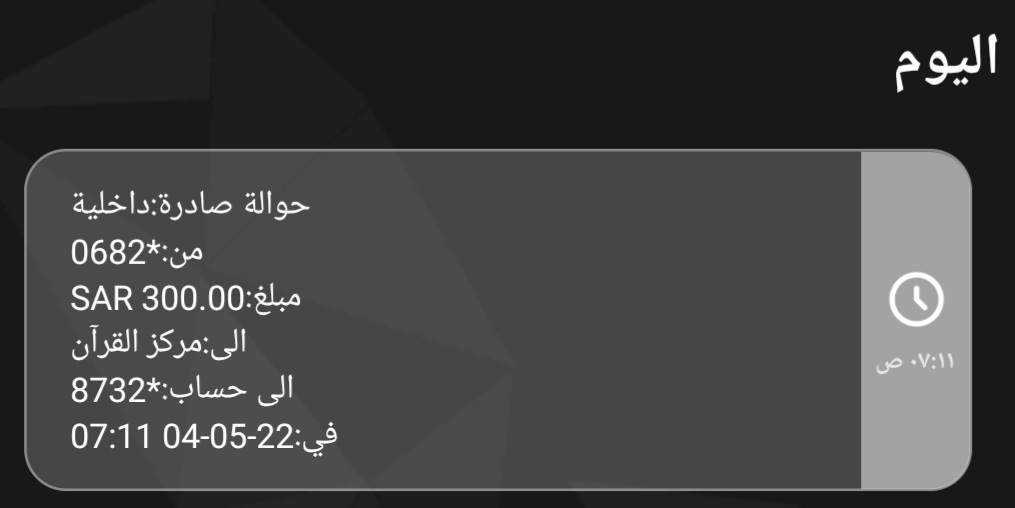 اليوم
حوالة صادرة:داخلية
من:*0682
مبلغ:SAR 300.00
الى:مركز القرآن
الى حساب:*8732
في:22-05-04 07:11
٠٧:١١ ص